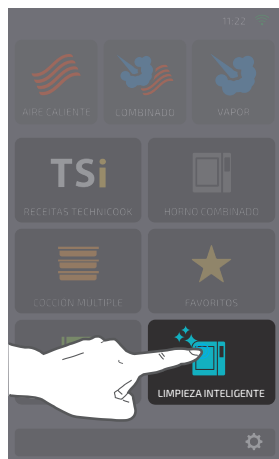 11:22
AIRE CALIENTE COMBINADO VAPOR
TSi
RECEITAS TECHNICOOK HORNO COMBINADO
COCCIÓN MÚLTIPLE FAVORITOS
LIMPIEZA INTELIGENTE